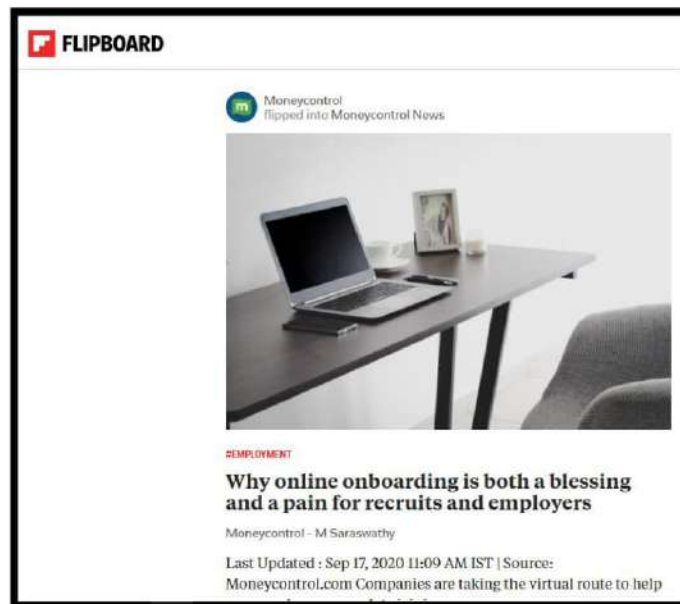 FLIPBOARD
m
Moneycontrol
flipped into Moneycontrol News
#EMPLOYMENT
Why online onboarding is both a blessing
and a pain for recruits and employers
Moneycontrol - M Saraswathy
Last Updated : Sep 17, 2020 11:09 AM IST | Source:
Moneycontrol.com Companies are taking the virtual route to help